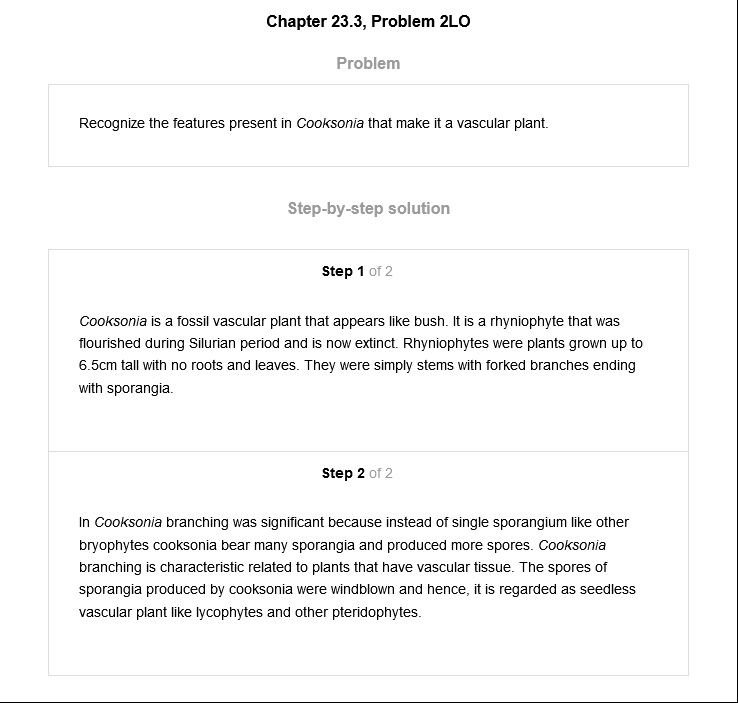 Chapter 23.3, Problem 2LO
Problem
Recognize the features present in Cooksonia that make it a vascular plant.
Step-by-step solution
Step 1 of 2
Cooksonia is a fossil vascular plant that appears like bush. It is a rhyniophyte that was
flourished during Silurian period and is now extinct. Rhyniophytes were plants grown up to
6.5cm tall with no roots and leaves. They were simply stems with forked branches ending
with sporangia.
Step 2 of 2
In Cooksonia branching was significant because instead of single sporangium like other
bryophytes cooksonia bear many sporangia and produced more spores. Cooksonia
branching is characteristic related to plants that have vascular tissue. The spores of
sporangia produced by cooksonia were windblown and hence, it is regarded as seedless
vascular plant like lycophytes and other pteridophytes.